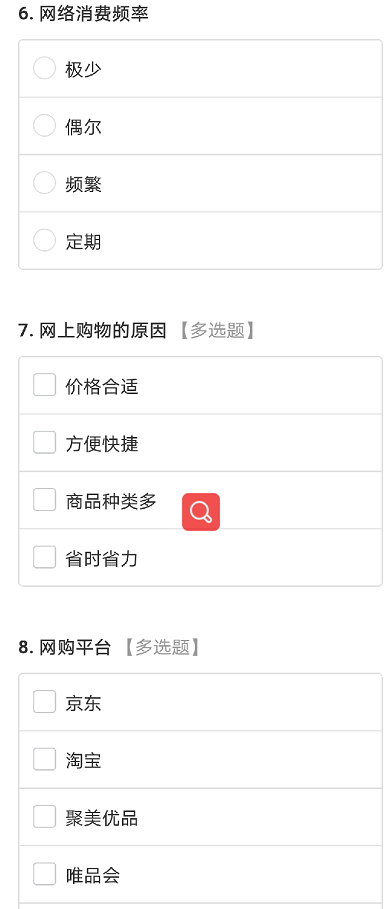 6. 网络消费频率
极少
偶尔
频繁
定期
7. 网上购物的原因 【多选题】
价格合适
方便快捷
商品种类多
省时省力
8. 网购平台 【多选题】
京东
淘宝
聚美优品
唯品会